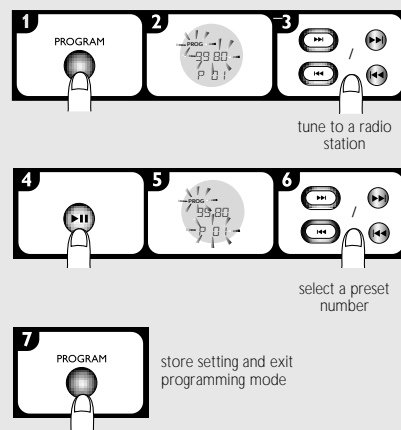 1
PROGRAM
2
PROG
99.80
P 01
3
/
tune to a radio
station
4
5
PROG
99.80
P 01
6
/
select a preset
number
7
PROGRAM
store setting and exit
programming mode